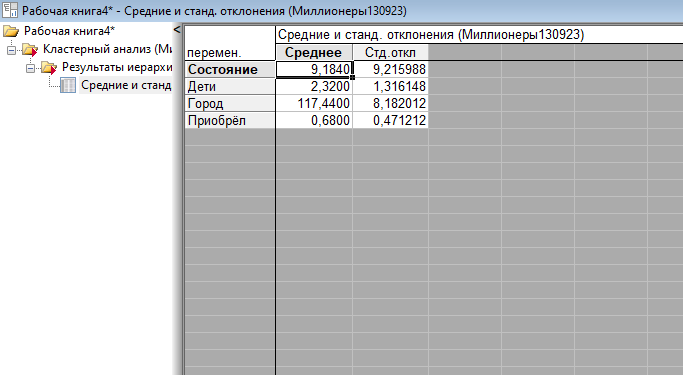 Рабочая книга4* - Средние и станд. отклонения (Миллионеры130923)
Рабочая книга4*
Кластерный анализ (Ми
Результаты иерархи
Средние и станд
<
Средние и станд. отклонения (Миллионеры130923)
перемен. Среднее Стд.откл
Состояние 9,1840 9,215988
Дети 2,3200 1,316148
Город 117,4400 8,182012
Приобрёл 0,6800 0,471212